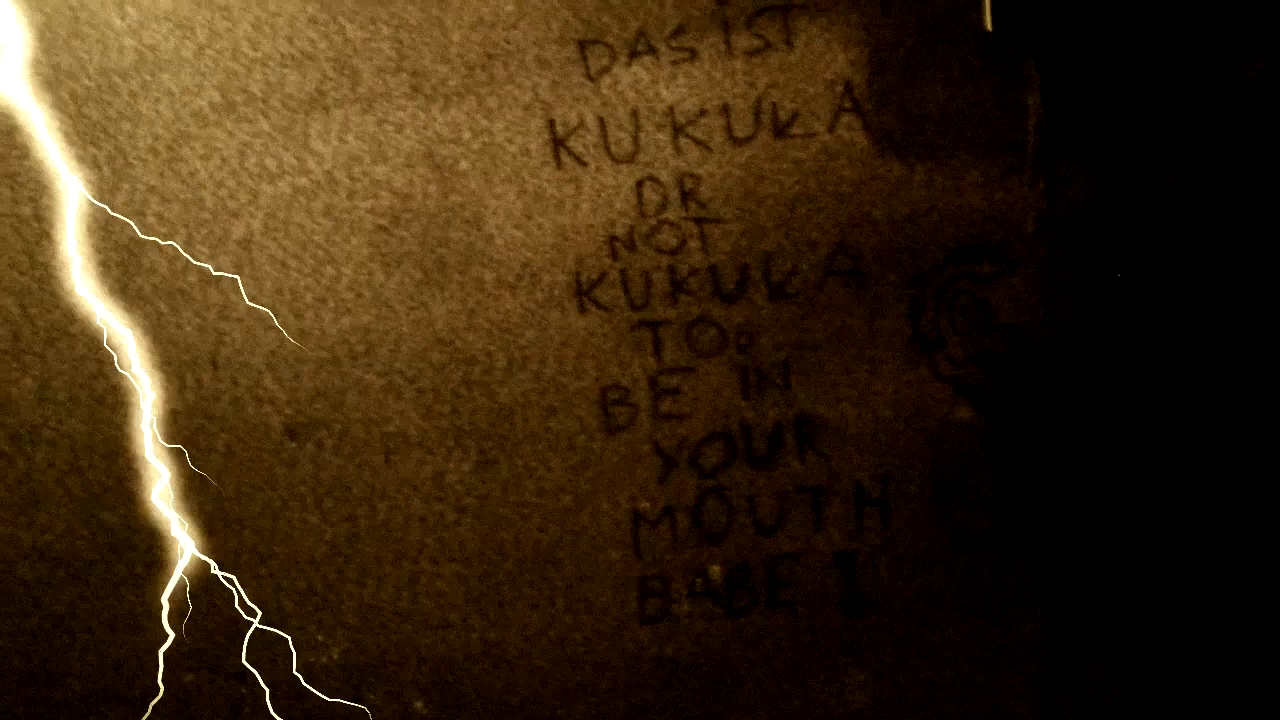 DAS IST
KUKUKA
OR
NOT
KUKUKA
TO
BE IN
YOUR
MOUTH
BABE